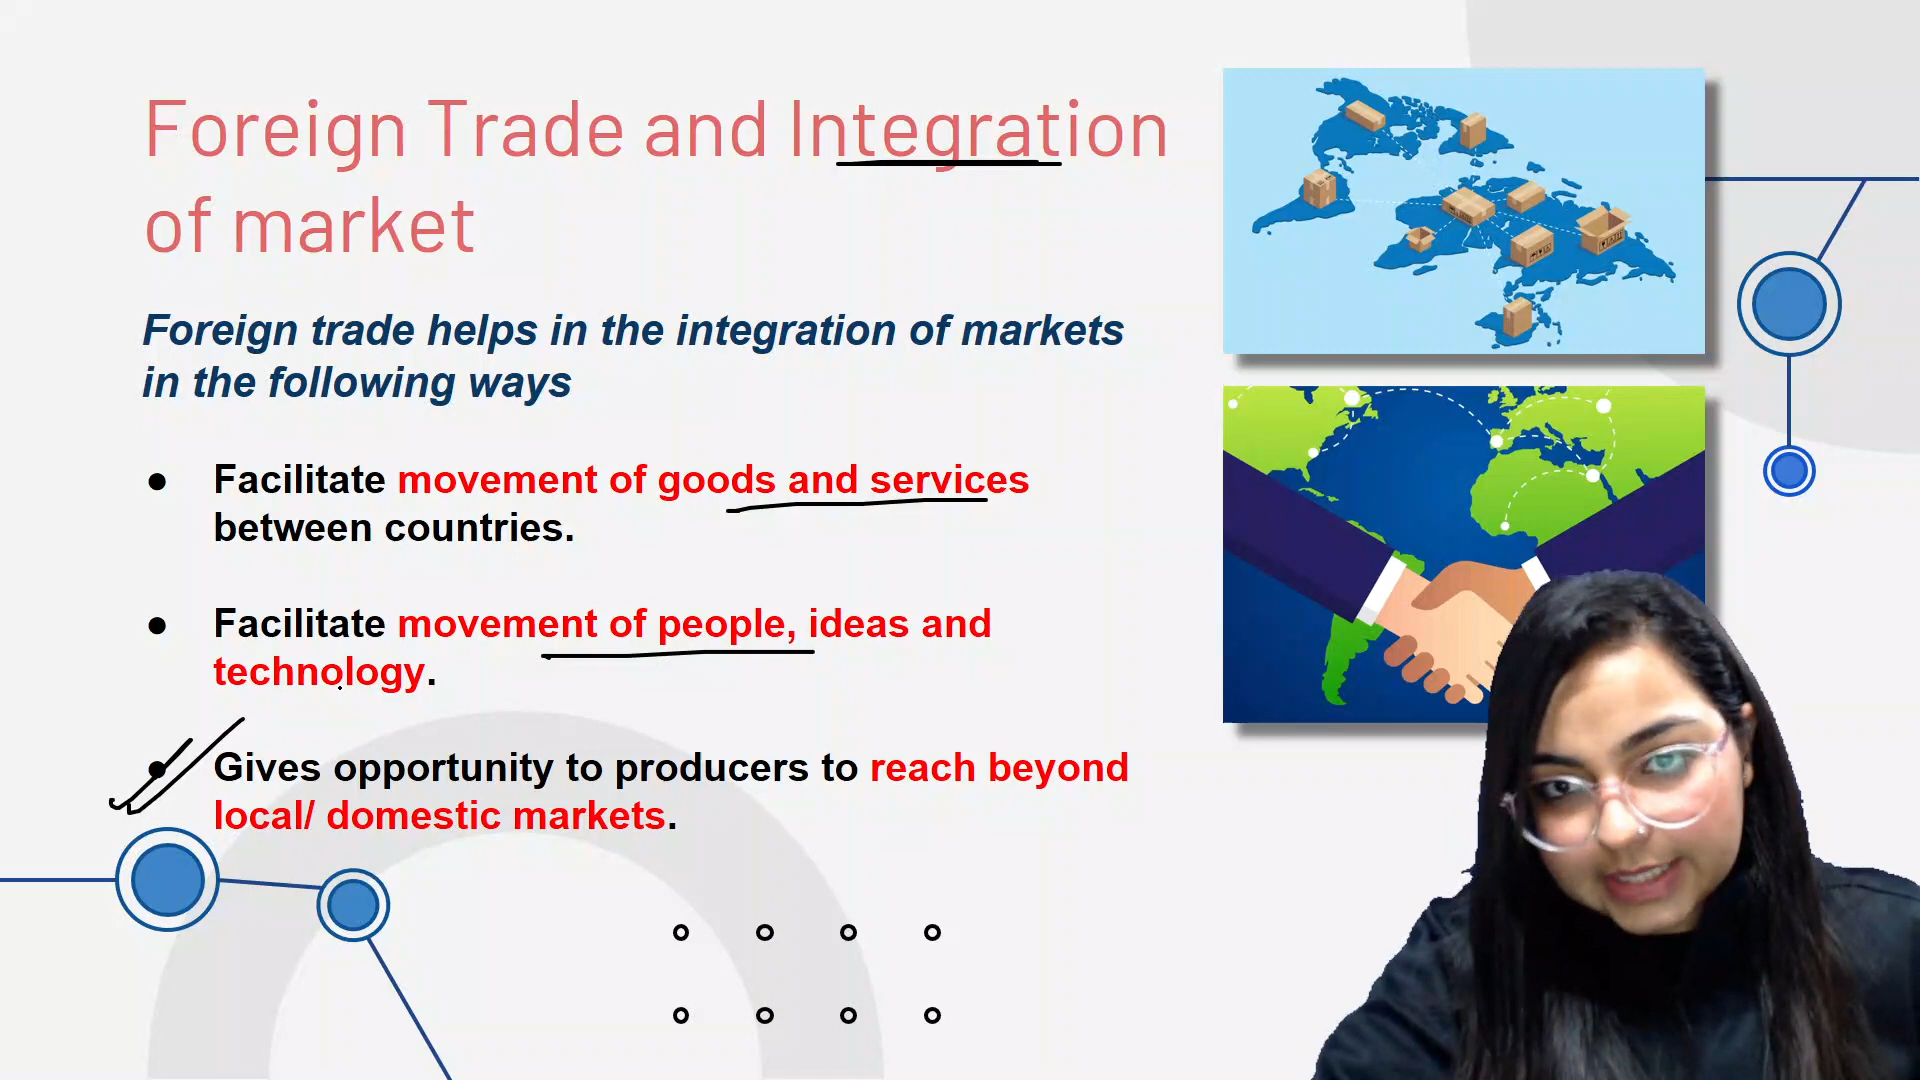 Foreign Trade and Integration
of market
Foreign trade helps in the integration of markets
in the following ways
● Facilitate movement of goods and services
between countries.
● Facilitate movement of people, ideas and
technology.
● Gives opportunity to producers to reach beyond
local/ domestic markets.